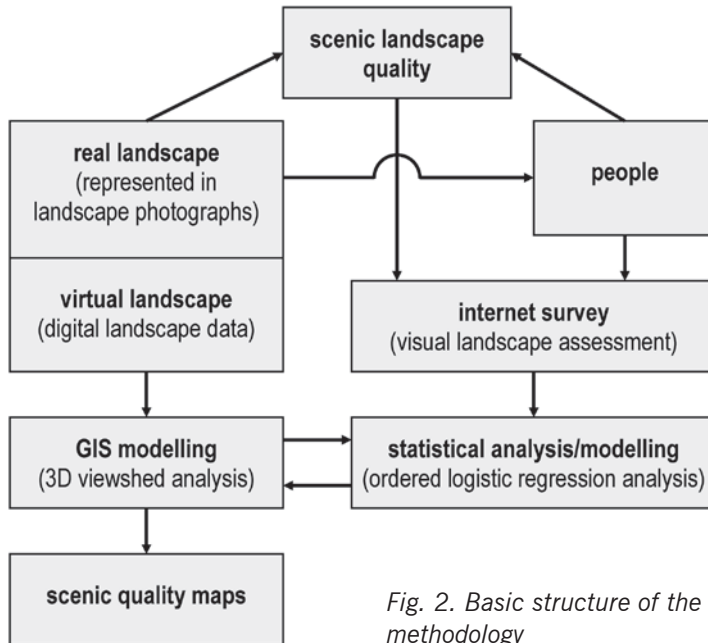 scenic landscape
quality
real landscape
(represented in
landscape photographs)
people
virtual landscape
(digital landscape data)
internet survey
(visual landscape assessment)
GIS modelling
(3D viewshed analysis)
statistical analysis/modelling
(ordered logistic regression analysis)
scenic quality maps
Fig. 2. Basic structure of the
methodology